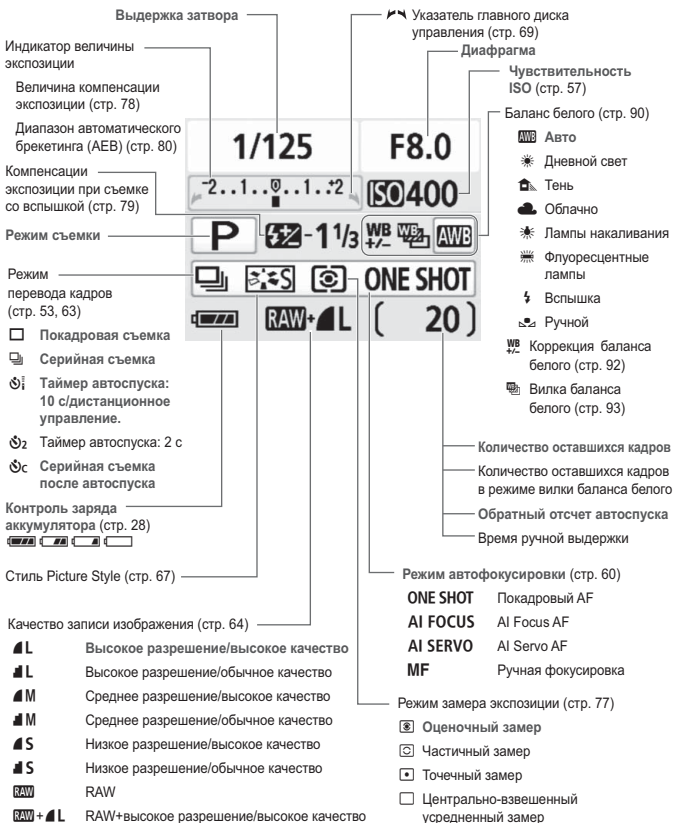 Выдержка затвора
Указатель главного диска
управления (стр. 69)
Диафрагма
Индикатор величины
экспозиции
Величина компенсации
экспозиции (стр. 78)
Диапазон автоматического
брекетинга (AEB) (стр. 80)
Компенсации
экспозиции при съемке
со вспышкой (стр. 79)
Режим съемки
Режим
перевода кадров
(стр. 53, 63)
Покадровая съемка
Серийная съемка
Таймер автоспуска:
10 с/дистанционное
управление.
2 Таймер автоспуска: 2 с
C Серийная съемка
после автоспуска
Контроль заряда
аккумулятора (стр. 28)
Стиль Picture Style (стр. 67)
1/125 F8.0
-2..1..0..1..+2 ISO 400
P -1 1/3 WB +/- WB AWB
S ONE SHOT
RAW+ L ( 20 )
Чувствительность
ISO (стр. 57)
Баланс белого (стр. 90)
AWB Авто
Дневной свет
Тень
Облачно
Лампы накаливания
Флуоресцентные
лампы
Вспышка
Ручной
WB +/- Коррекция баланса
белого (стр. 92)
Вилка баланса
белого (стр. 93)
Количество оставшихся кадров
Количество оставшихся кадров
в режиме вилки баланса белого
Обратный отсчет автоспуска
Время ручной выдержки
Режим автофокусировки (стр. 60)
ONE SHOT Покадровый AF
AI FOCUS AI Focus AF
AI SERVO AI Servo AF
MF Ручная фокусировка
Качество записи изображения (стр. 64)
L Высокое разрешение/высокое качество
L Высокое разрешение/обычное качество
M Среднее разрешение/высокое качество
M Среднее разрешение/обычное качество
S Низкое разрешение/высокое качество
S Низкое разрешение/обычное качество
RAW RAW
RAW + L RAW+высокое разрешение/высокое качество
Режим замера экспозиции (стр. 77)
Оценочный замер
Частичный замер
Точечный замер
Центрально-взвешенный
усредненный замер